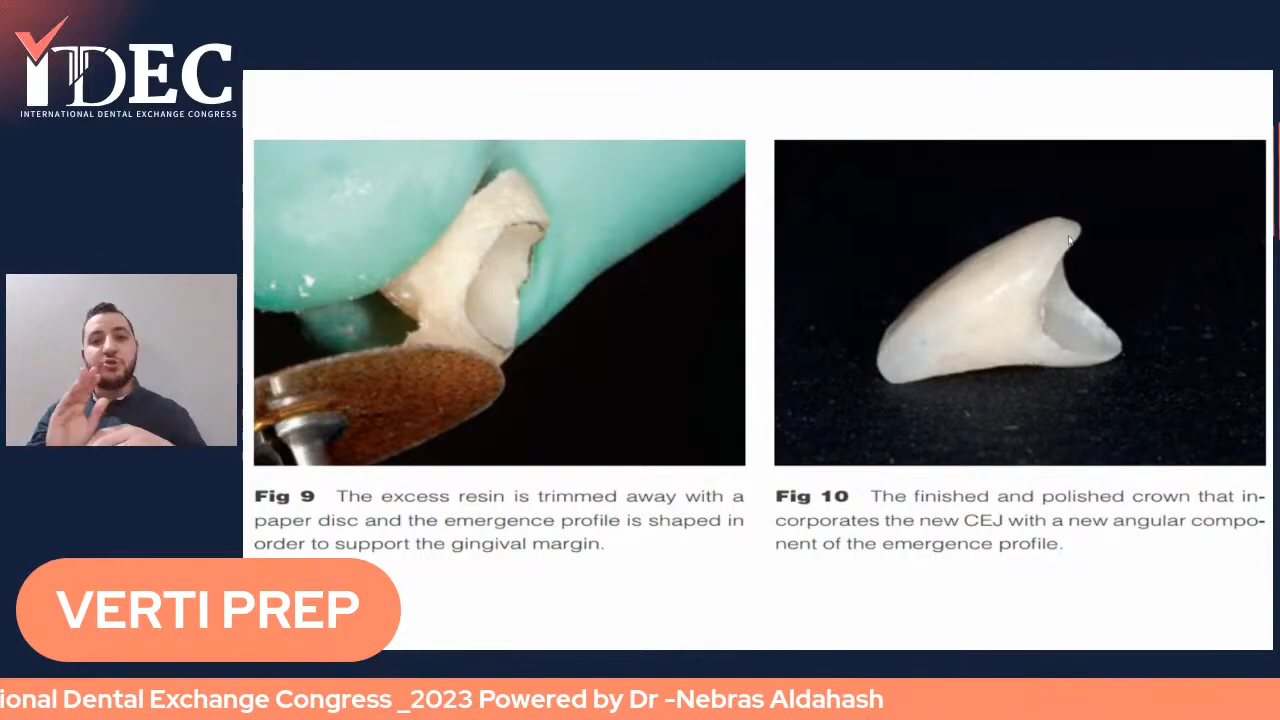 IDEC
INTERNATIONAL DENTAL EXCHANGE CONGRESS
Fig 9 The excess resin is trimmed away with a
paper disc and the emergence profile is shaped in
order to support the gingival margin.
Fig 10 The finished and polished crown that in-
corporates the new CEJ with a new angular compo-
nent of the emergence profile.
VERTI PREP
ional Dental Exchange Congress _2023 Powered by Dr -Nebras Aldahash